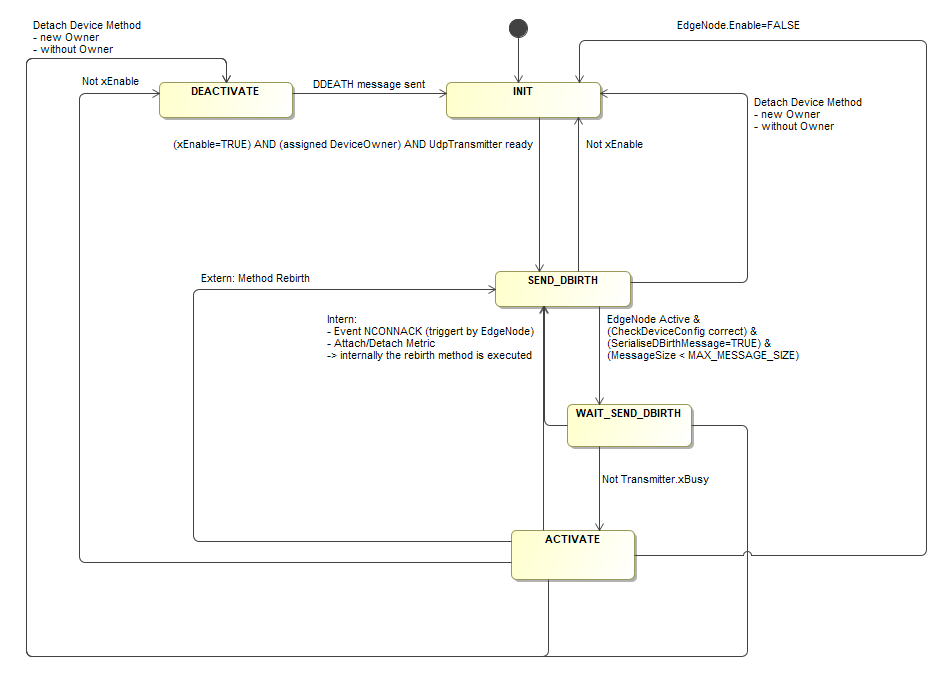 Detach Device Method
- new Owner
- without Owner
EdgeNode.Enable=FALSE
Not xEnable
DEACTIVATE
DDEATH message sent
INIT
Detach Device Method
- new Owner
- without Owner
(xEnable=TRUE) AND (assigned DeviceOwner) AND UdpTransmitter ready
Not xEnable
Extern: Method Rebirth
SEND_DBIRTH
Intern:
- Event NCONNACK (triggert by EdgeNode)
- Attach/Detach Metric
-> internally the rebirth method is executed
EdgeNode Active &
(CheckDeviceConfig correct) &
(SerialiseDBirthMessage=TRUE) &
(MessageSize < MAX_MESSAGE_SIZE)
WAIT_SEND_DBIRTH
Not Transmitter.xBusy
ACTIVATE